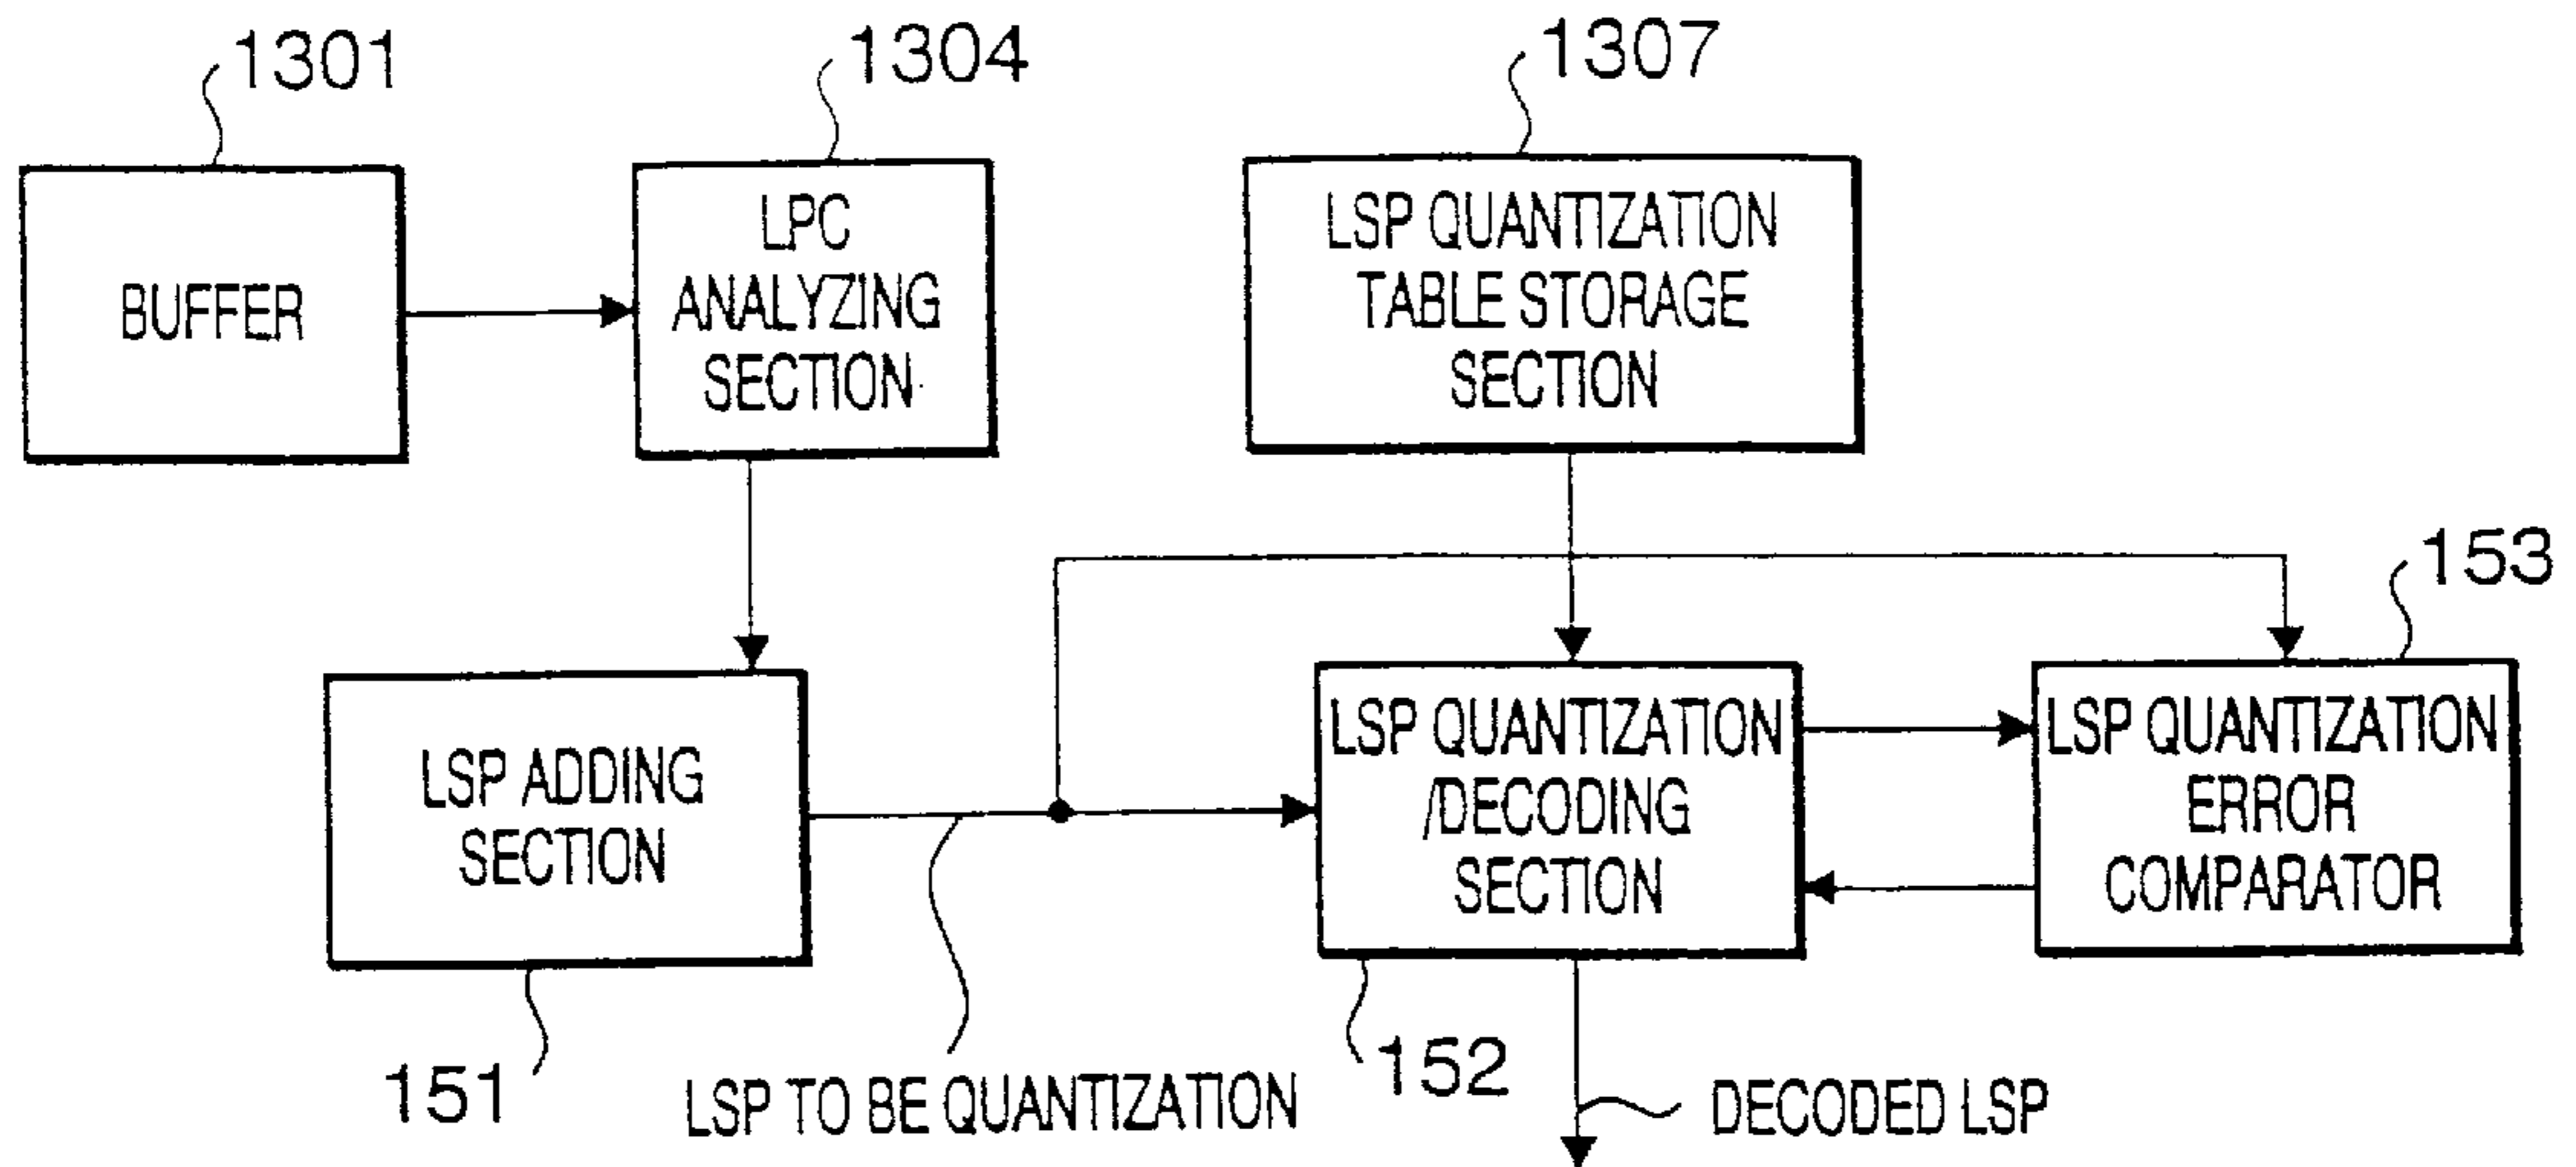 1301
1304
1307
BUFFER
LPC
ANALYZING
SECTION
LSP QUANTIZATION
TABLE STORAGE
SECTION
153
LSP ADDING
SECTION
LSP QUANTIZATION
/DECODING
SECTION
LSP QUANTIZATION
ERROR
COMPARATOR
151
LSP TO BE QUANTIZATION
152
DECODED LSP